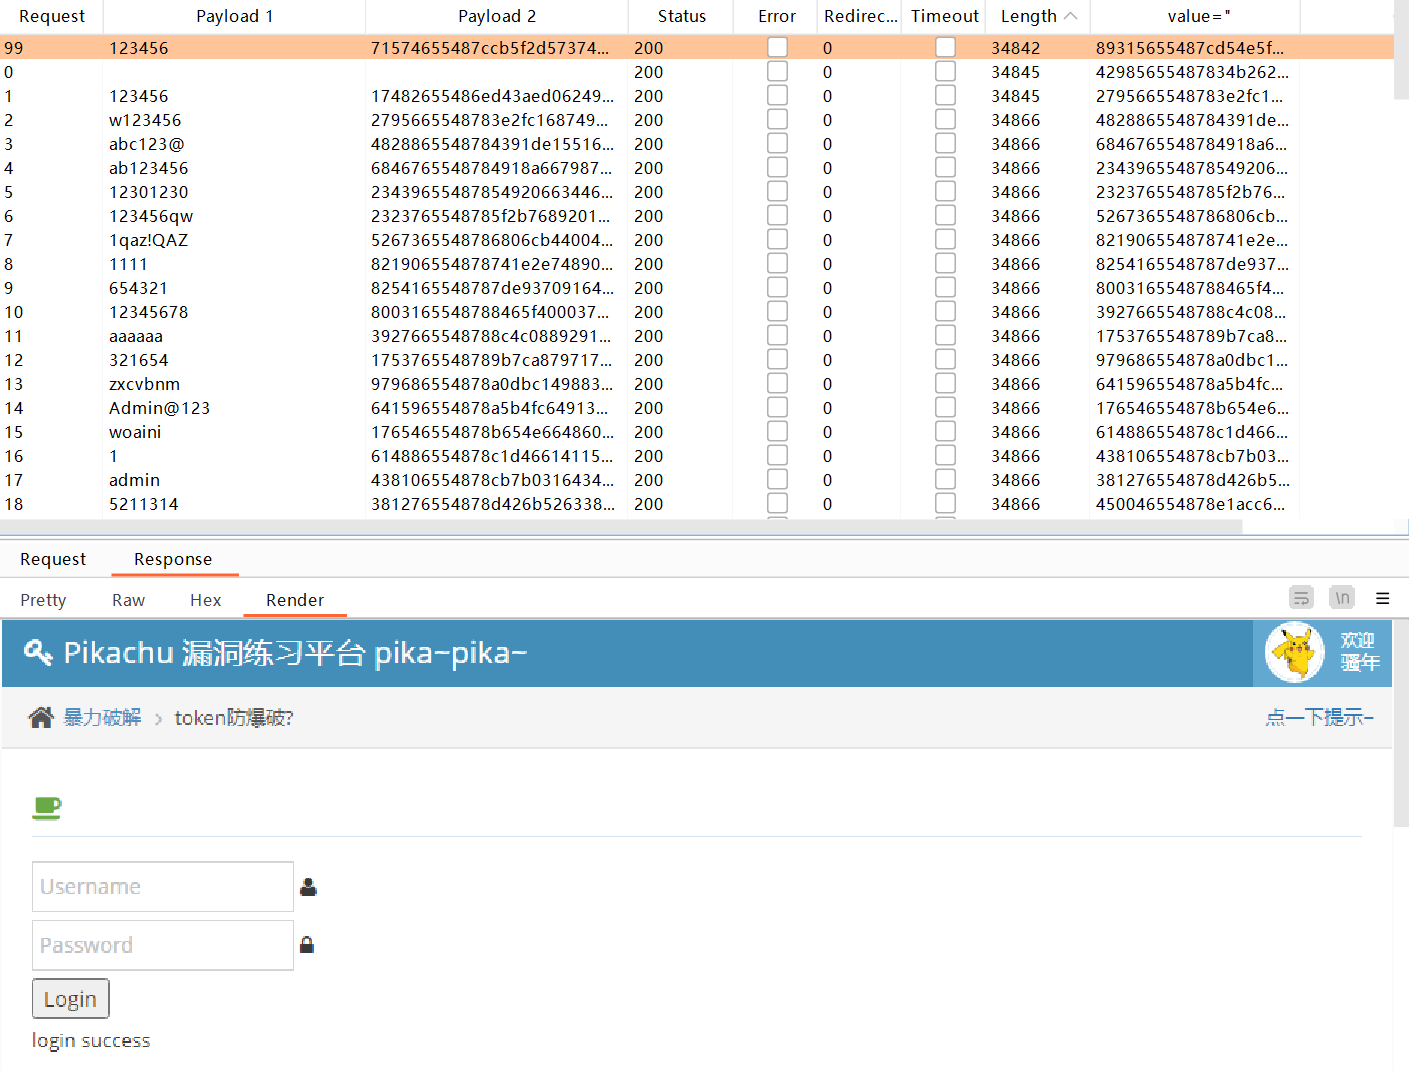 Request Payload 1 Payload 2 Status Error Redirec... Timeout Length value="
99 123456 71574655487ccb5f2d57374... 200 0 34842 89315655487cd54e5f...
0 200 0 34845 42985655487834b262...
1 123456 17482655486ed43aed06249... 200 0 34845 2795665548783e2fc1...
2 w123456 2795665548783e2fc168749... 200 0 34866 4828865548784391de...
3 abc123@ 4828865548784391de15516... 200 0 34866 6846765548784918a6...
4 ab123456 6846765548784918a667987... 200 0 34866 2343965548785492​06...
5 12301230 23439655487854920663446... 200 0 34866 2323765548785f2b76...
6 123456qw 2323765548785f2b7689201... 200 0 34866 5267365548786806cb...
7 1qaz!QAZ 5267365548786806cb44004... 200 0 34866 821906554878741e2e...
8 1111 821906554878741e2e74890... 200 0 34866 8254165548787de937...
9 654321 8254165548787de93709164... 200 0 34866 8003165548788465f4...
10 12345678 8003165548788465f400037... 200 0 34866 3927665548788c4c08...
11 aaaaaa 3927665548788c4c0889291... 200 0 34866 1753765548789b7ca8...
12 321654 1753765548789b7ca879717... 200 0 34866 979686554878a0dbc1...
13 zxcvbnm 979686554878a0dbc149883... 200 0 34866 641596554878a5b4fc...
14 Admin@123 641596554878a5b4fc64913... 200 0 34866 176546554878b654e6...
15 woaini 176546554878b654e664860... 200 0 34866 614886554878c1d466...
16 1 614886554878c1d46614115... 200 0 34866 438106554878cb7b03...
17 admin 438106554878cb7b0316434... 200 0 34866 381276554878d426b5...
18 5211314 381276554878d426b526338... 200 0 34866 450046554878e1acc6...
Request Response
Pretty Raw Hex Render \n
Pikachu 漏洞练习平台 pika~pika~
欢迎
骚年
暴力破解 > token防爆破?
点一下提示~
Username
Password
Login
login success